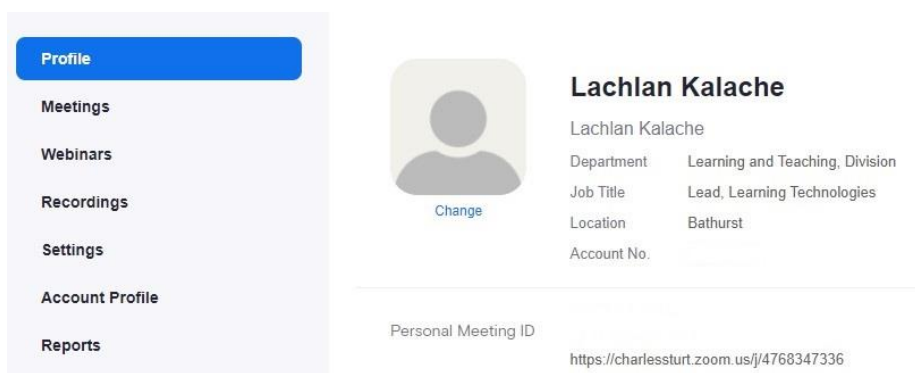 Profile
Meetings
Webinars
Recordings
Settings
Account Profile
Reports
Change
Lachlan Kalache
Lachlan Kalache
Department Learning and Teaching, Division
Job Title Lead, Learning Technologies
Location Bathurst
Account No.
Personal Meeting ID
https://charlessturt.zoom.us/j/4768347336